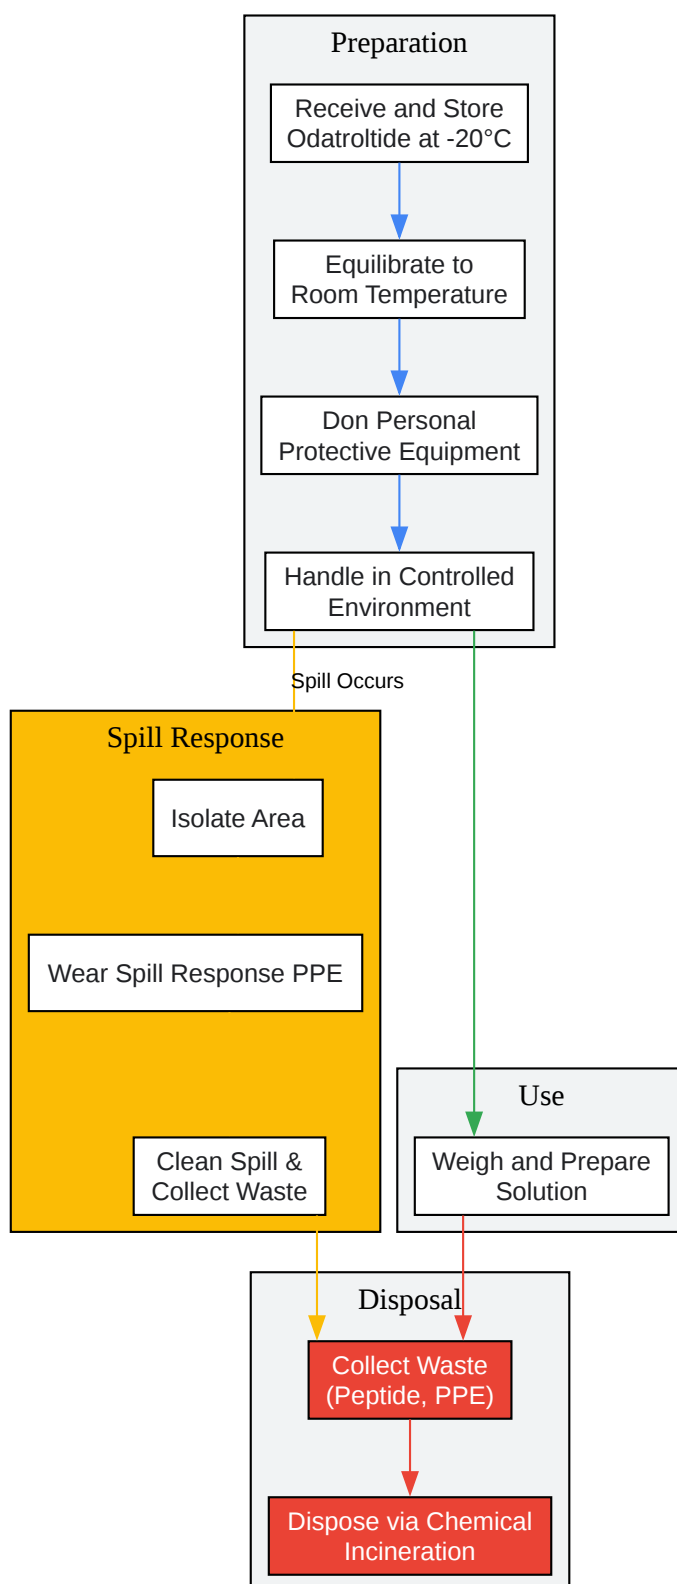 Preparation
Receive and Store
Odatroltide at -20°C
Equilibrate to
Room Temperature
Don Personal
Protective Equipment
Handle in Controlled
Environment
Spill Occurs
Spill Response
Isolate Area
Wear Spill Response PPE
Clean Spill &
Collect Waste
Use
Weigh and Prepare
Solution
Disposal
Collect Waste
(Peptide, PPE)
Dispose via Chemical
Incineration